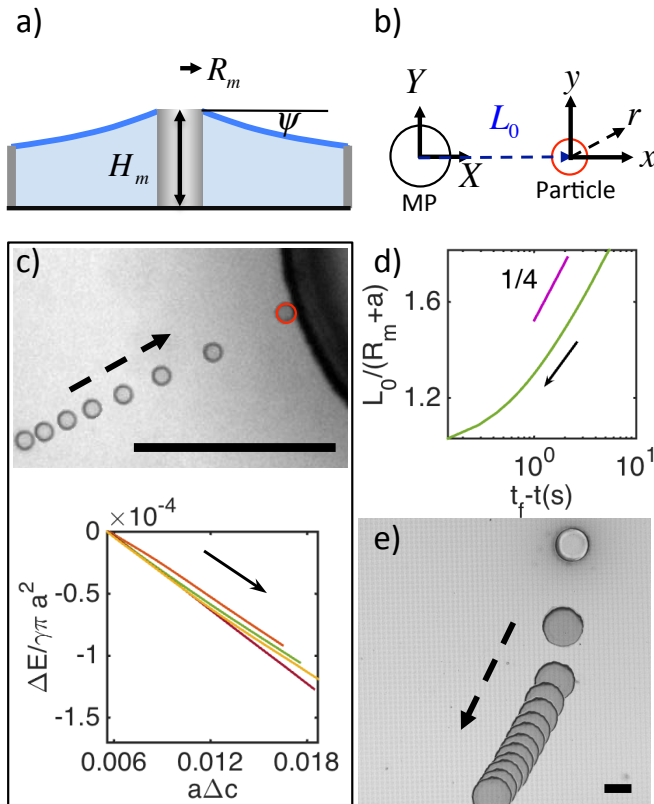 a)
R_m
ψ
H_m
b)
Y
y
L_0
r
X
x
MP
Particle
c)
×10^-4
0
-0.5
-1
-1.5
ΔE/γπ a^2
0.006
0.012
0.018
aΔc
d)
1/4
1.6
1.2
L_0/(R_m+a)
10^0
10^1
t_f-t(s)
e)